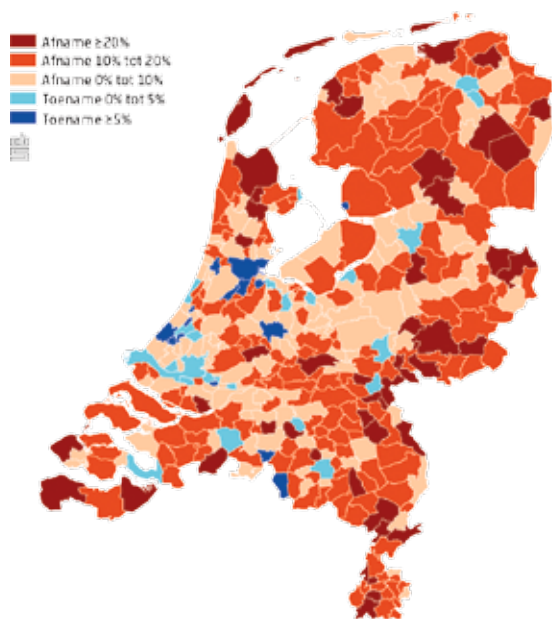 Afname ≥20%
Afname 10% tot 20%
Afname 0% tot 10%
Toename 0% tot 5%
Toename ≥5%